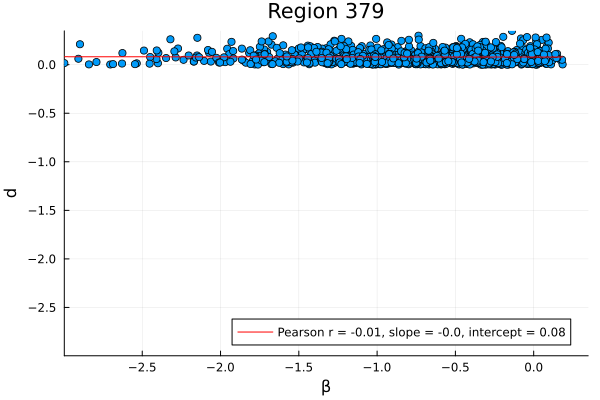 Region 379
d
0.0
−0.5
−1.0
−1.5
−2.0
−2.5
Pearson r = -0.01, slope = -0.0, intercept = 0.08
−2.5 −2.0 −1.5 −1.0 −0.5 0.0
β